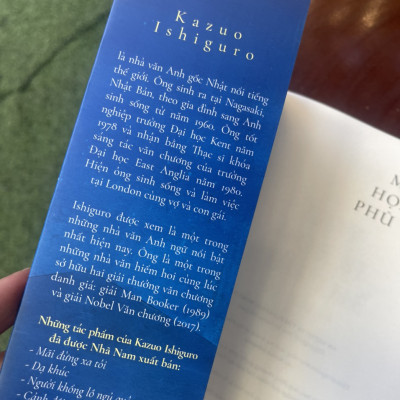 Kazuo
Ishiguro
là nhà văn Anh gốc Nhật nổi tiếng
thế giới. Ông sinh ra tại Nagasaki,
Nhật Bản, theo gia đình sang Anh
sinh sống từ năm 1960. Ông tốt
nghiệp trường Đại học Kent năm
1978 và nhận bằng Thạc sĩ khóa
sáng tác văn chương của trường
Đại học East Anglia năm 1980.
Hiện ông sinh sống và làm việc
tại London cùng vợ và con gái.
Ishiguro được xem là một trong
những nhà văn Anh ngữ nổi bật
nhất hiện nay. Ông là một trong
những nhà văn hiếm hoi cùng lúc
sở hữu hai giải thưởng văn chương
danh giá: giải Man Booker (1989)
và giải Nobel Văn chương (2017).
Những tác phẩm của Kazuo Ishiguro
đã được Nhã Nam xuất bản:
- Mãi đừng xa tôi
- Dạ khúc
- Người khổng lồ ngủ
HỌ
PHÙ